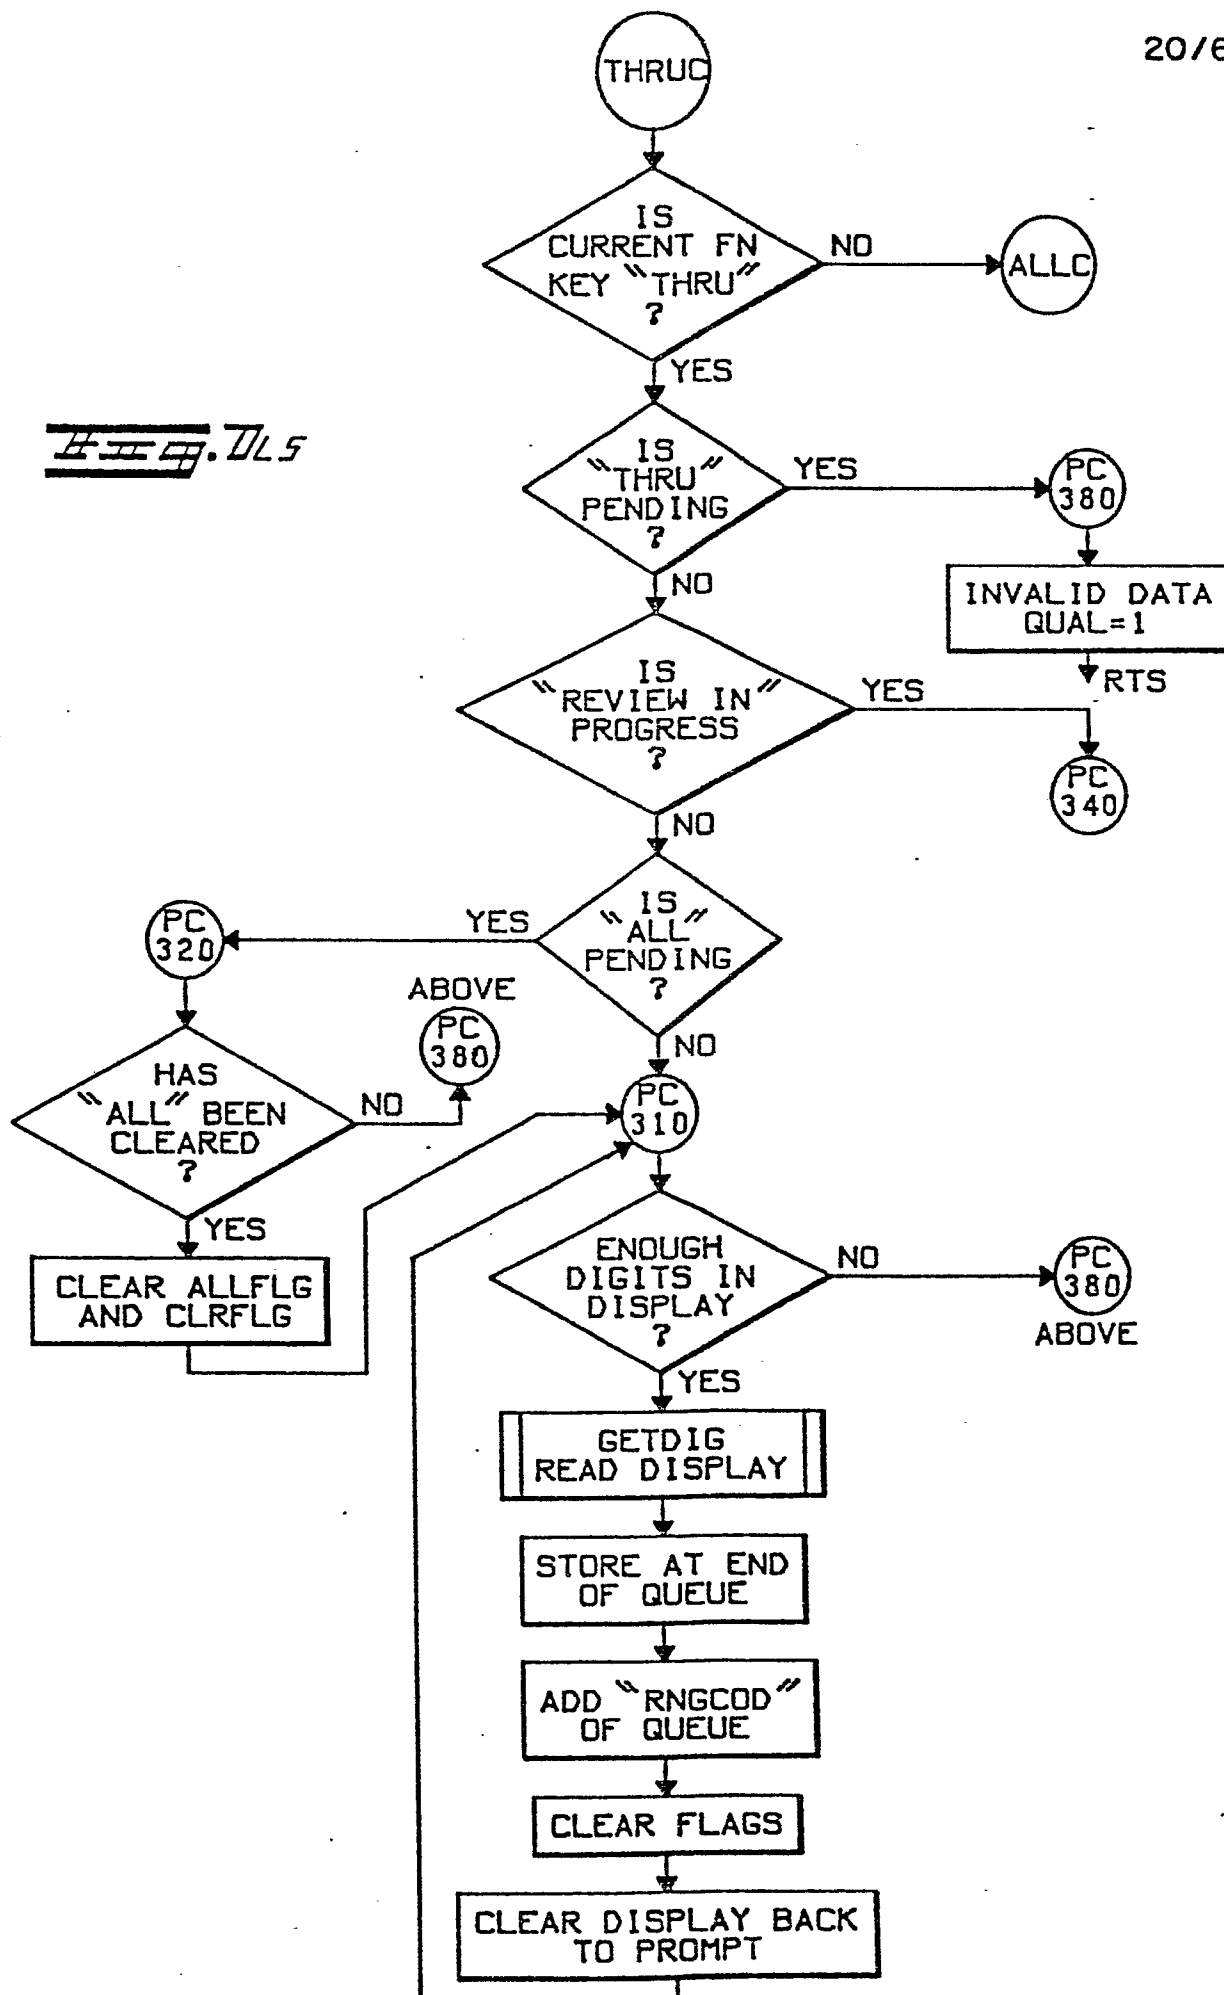 THRUC
20/6
IS
CURRENT FN
KEY "THRU"
?
NO
ALLC
YES
Fig. DLS
IS
"THRU"
PENDING
?
YES
PC
380
NO
INVALID DATA
QUAL=1
RTS
IS
"REVIEW IN"
PROGRESS
?
YES
PC
340
NO
IS
"ALL"
PENDING
?
YES
PC
320
NO
ABOVE
PC
380
HAS
"ALL" BEEN
CLEARED
?
NO
YES
CLEAR ALLFLG
AND CLRFLG
PC
310
ENOUGH
DIGITS IN
DISPLAY
?
NO
PC
380
ABOVE
YES
GETDIG
READ DISPLAY
STORE AT END
OF QUEUE
ADD "RNGCOD"
OF QUEUE
CLEAR FLAGS
CLEAR DISPLAY BACK
TO PROMPT